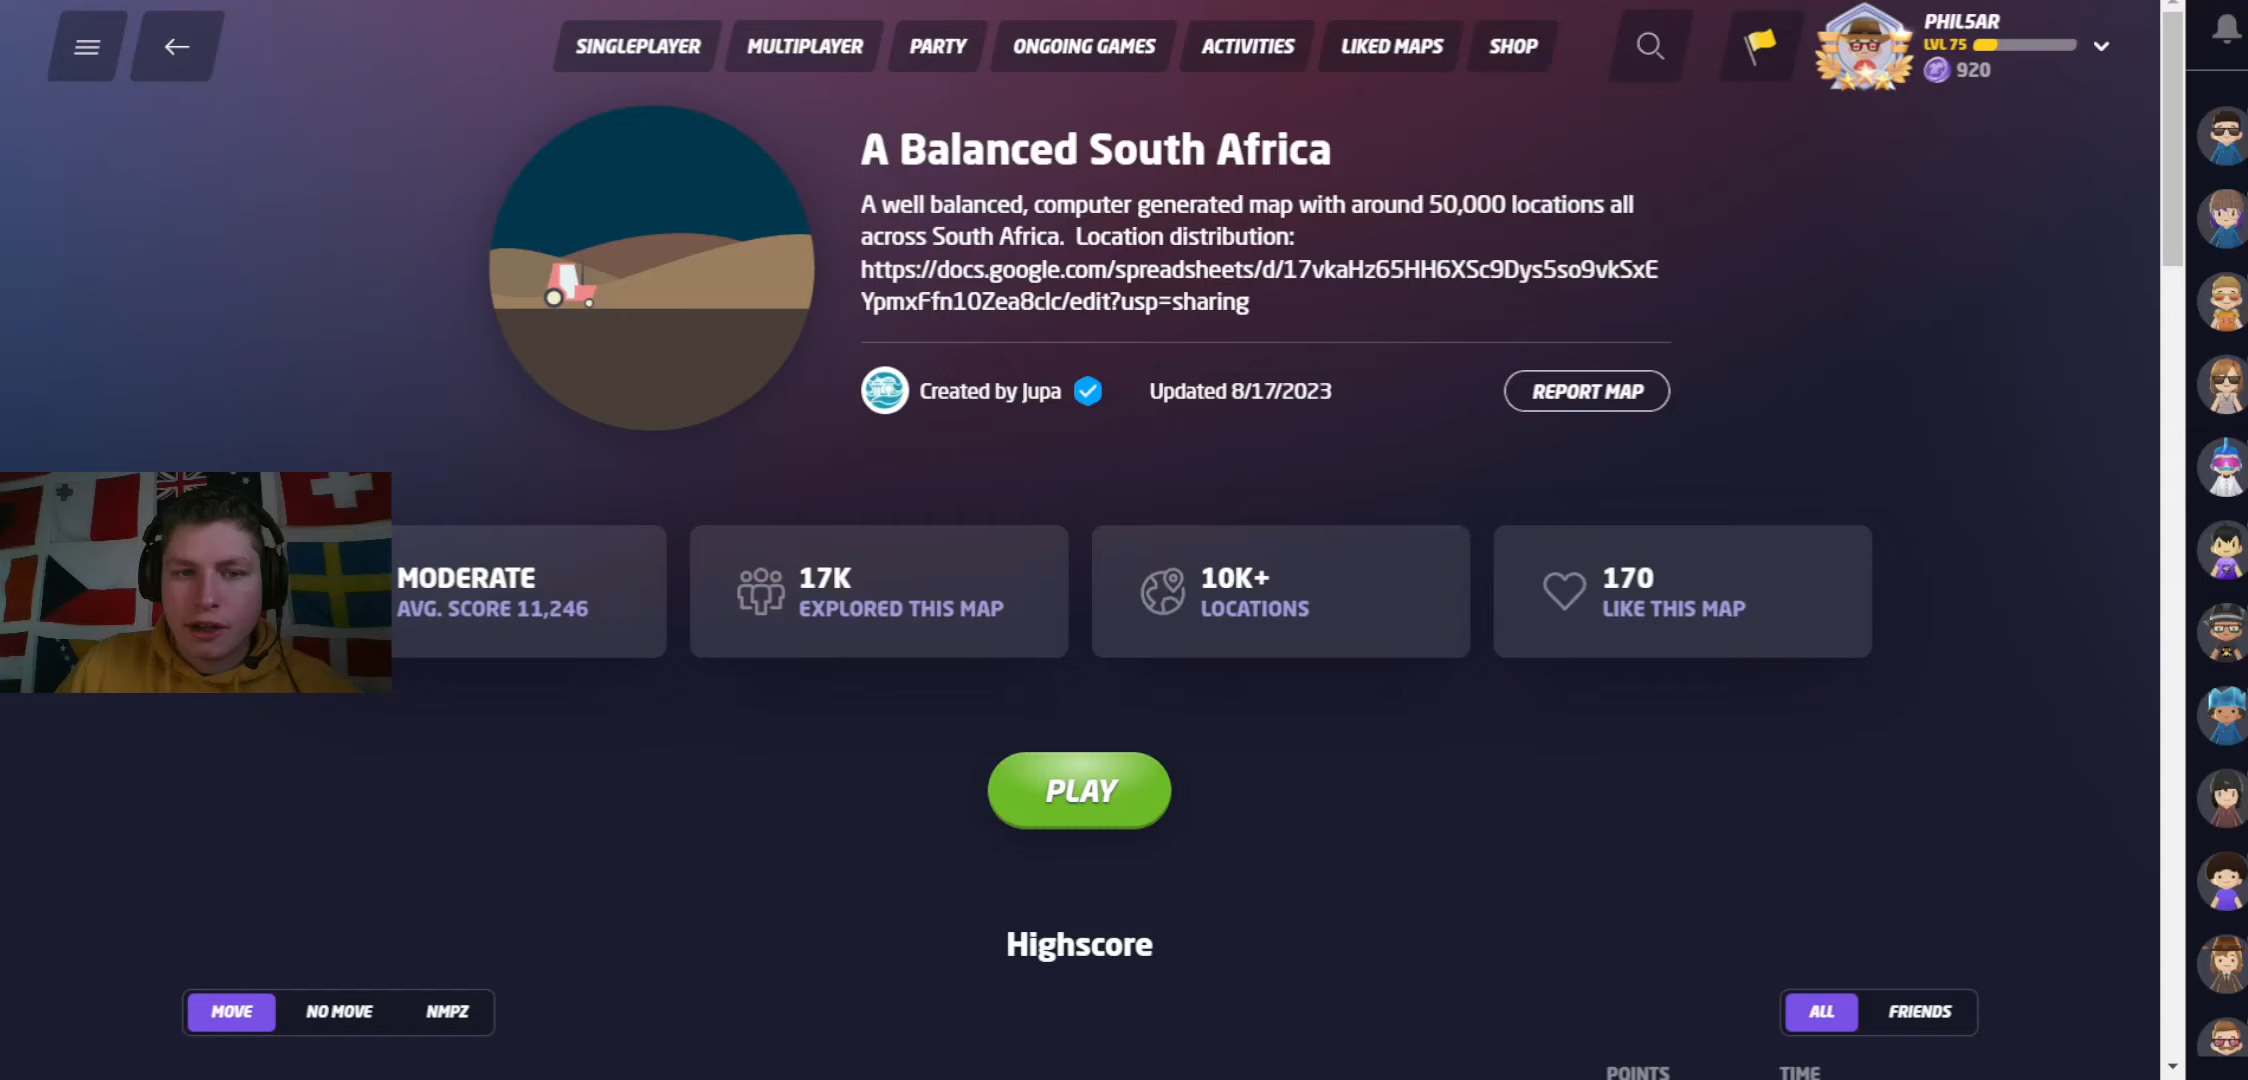 SINGLEPLAYER MULTIPLAYER PARTY ONGOING GAMES ACTIVITIES LIKED MAPS SHOP
PHIL5AR
LVL 75
920
A Balanced South Africa
A well balanced, computer generated map with around 50,000 locations all
across South Africa. Location distribution:
https://docs.google.com/spreadsheets/d/17vkaHz65HH6XSc9Dys5so9vkSxE
YpmxFfn10Zea8clc/edit?usp=sharing
Created by Jupa Updated 8/17/2023 REPORT MAP
MODERATE
AVG. SCORE 11,246
17K
EXPLORED THIS MAP
10K+
LOCATIONS
170
LIKE THIS MAP
PLAY
Highscore
MOVE NO MOVE NMPZ
ALL FRIENDS
POINTS TIME